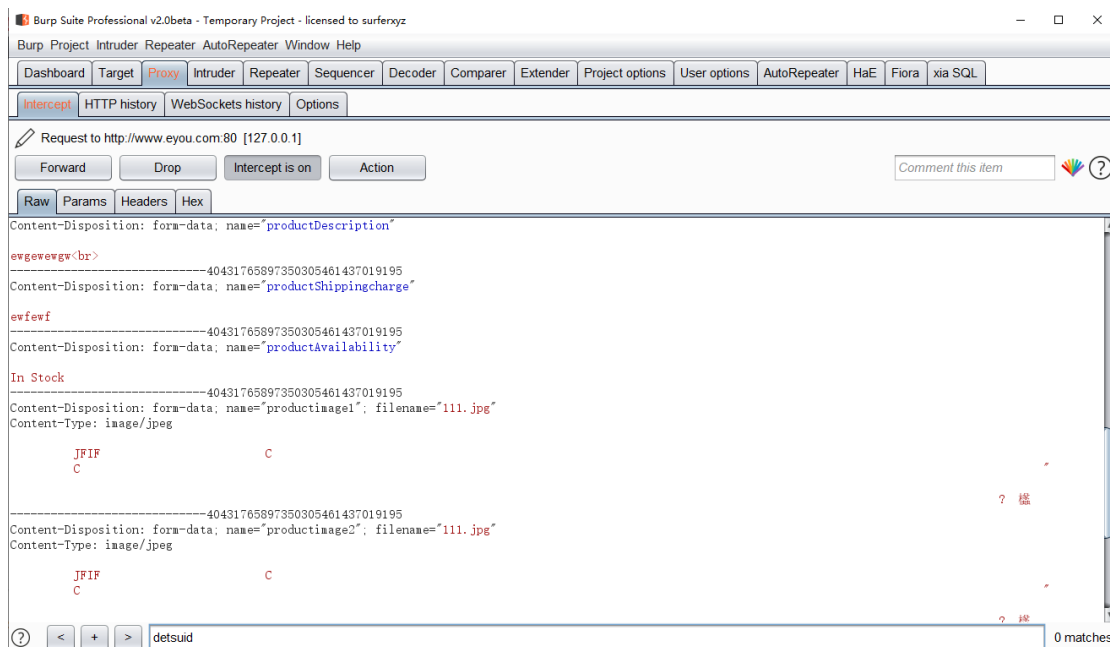 Burp Suite Professional v2.0beta - Temporary Project - licensed to surferxyz
Burp Project Intruder Repeater AutoRepeater Window Help
Dashboard Target Proxy Intruder Repeater Sequencer Decoder Comparer Extender Project options User options AutoRepeater HaE Fiora xia SQL
Intercept HTTP history WebSockets history Options
Request to http://www.eyou.com:80 [127.0.0.1]
Forward Drop Intercept is on Action Comment this item ?
Raw Params Headers Hex
Content-Disposition: form-data; name="productDescription"
ewgewewgw<br>
-----------------------------40431765897350305461437019195
Content-Disposition: form-data; name="productShippingcharge"
ewfewf
-----------------------------40431765897350305461437019195
Content-Disposition: form-data; name="productAvailability"
In Stock
-----------------------------40431765897350305461437019195
Content-Disposition: form-data; name="productimage1"; filename="111.jpg"
Content-Type: image/jpeg
JFIF C
C "
?
-----------------------------40431765897350305461437019195
Content-Disposition: form-data; name="productimage2"; filename="111.jpg"
Content-Type: image/jpeg
JFIF C
C "
?
? < + > detsuid 0 matches